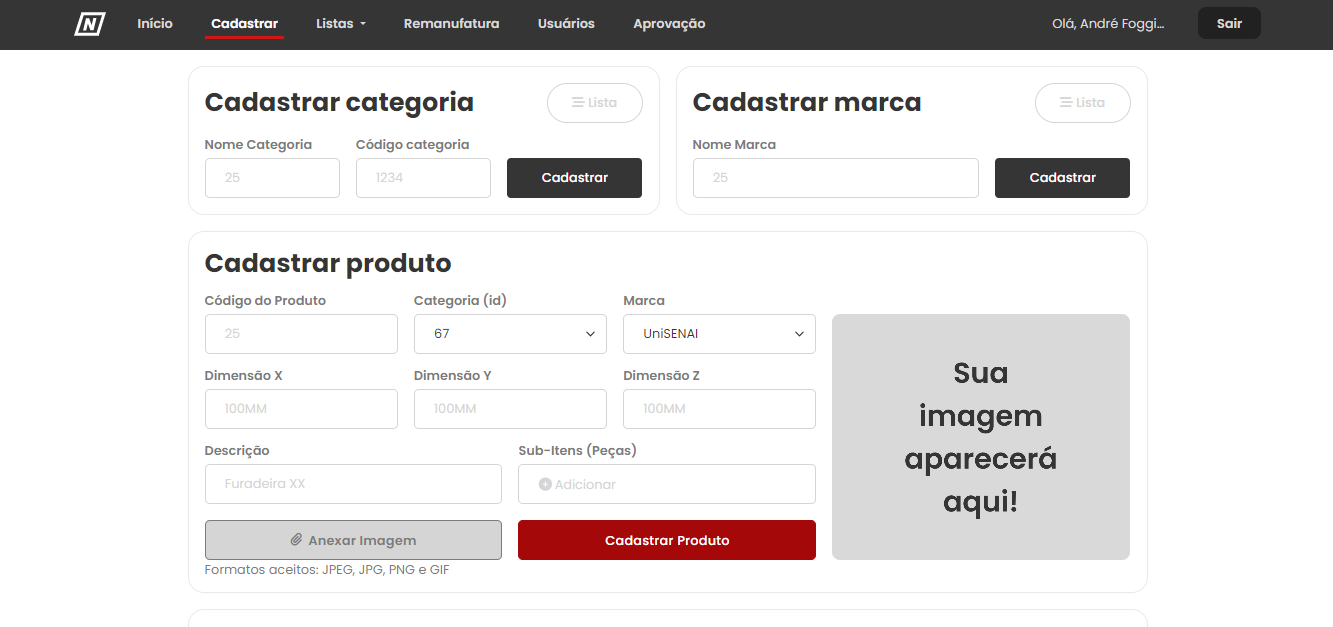 N Início Cadastrar Listas Remanufatura Usuários Aprovação Olá, André Foggi... Sair
Cadastrar categoria Lista
Nome Categoria Código categoria
25 1234 Cadastrar
Cadastrar marca Lista
Nome Marca
25 Cadastrar
Cadastrar produto
Código do Produto Categoria (id) Marca
25 67 UniSENAI
Dimensão X Dimensão Y Dimensão Z
100MM 100MM 100MM
Descrição Sub-Itens (Peças)
Furadeira XX Adicionar
Anexar Imagem Cadastrar Produto
Formatos aceitos: JPEG, JPG, PNG e GIF
Sua
imagem
aparecerá
aqui!